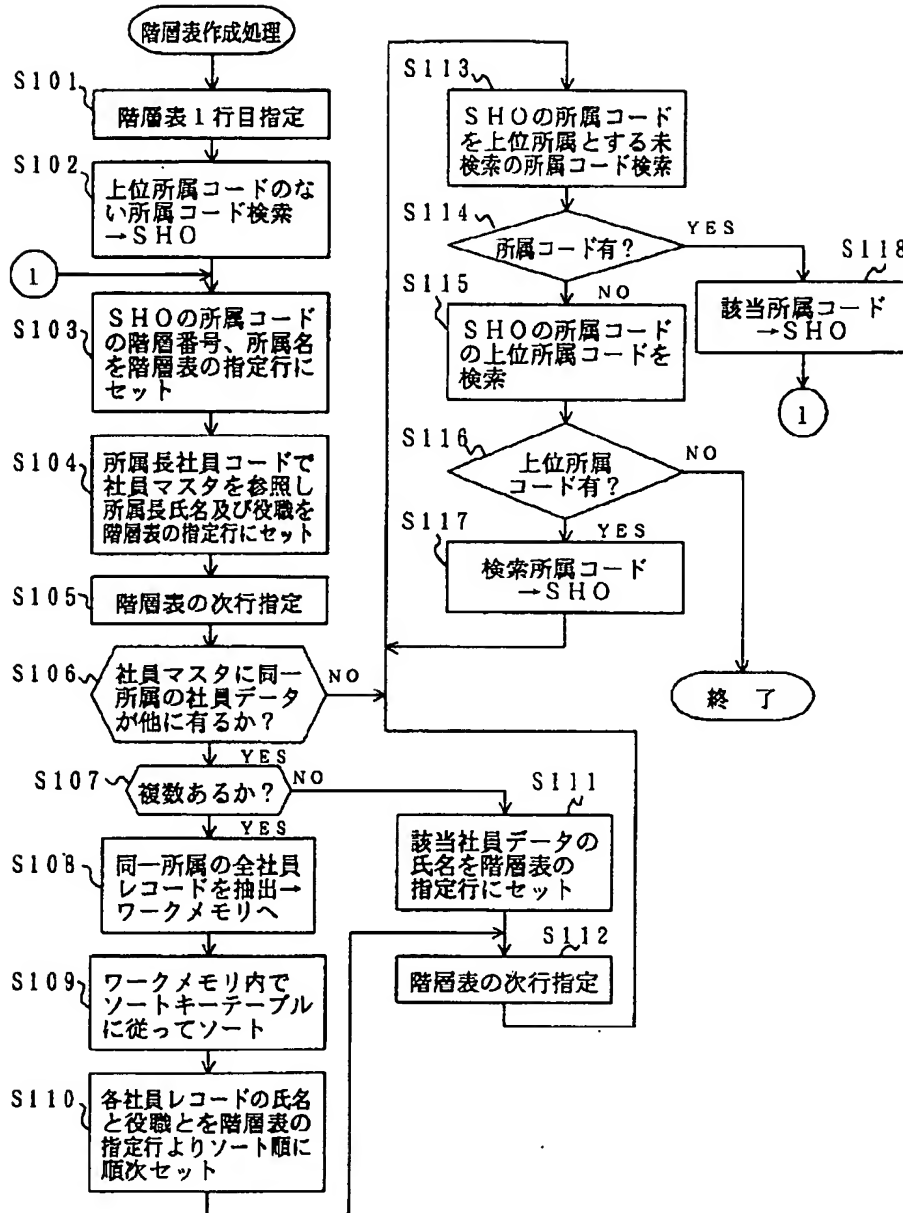 階層表作成処理
S101
階層表1行目指定
S102
上位所属コードのな
い所属コード検索
→SHO
1
S103
SHOの所属コード
の階層番号、所属名
を階層表の指定行に
セット
S104
所属長社員コードで
社員マスタを参照し
所属長氏名及び役職を
階層表の指定行にセット
S105
階層表の次行指定
S106
社員マスタに同一
所属の社員データ
が他に有るか?
NO
YES
S107
複数あるか?
NO
YES
S108
同一所属の全社員
レコードを抽出→
ワークメモリへ
S109
ワークメモリ内で
ソートキーテーブル
に従ってソート
S110
各社員レコードの氏名
と役職とを階層表の
指定行よりソート順に
順次セット
S111
該当社員データの
氏名を階層表の
指定行にセット
S112
階層表の次行指定
S113
SHOの所属コード
を上位所属とする未
検索の所属コード検索
S114
所属コード有?
YES
NO
S115
SHOの所属コード
の上位所属コードを
検索
S116
上位所属
コード有?
NO
YES
S117
検索所属コード
→SHO
S118
該当所属コード
→SHO
1
終了